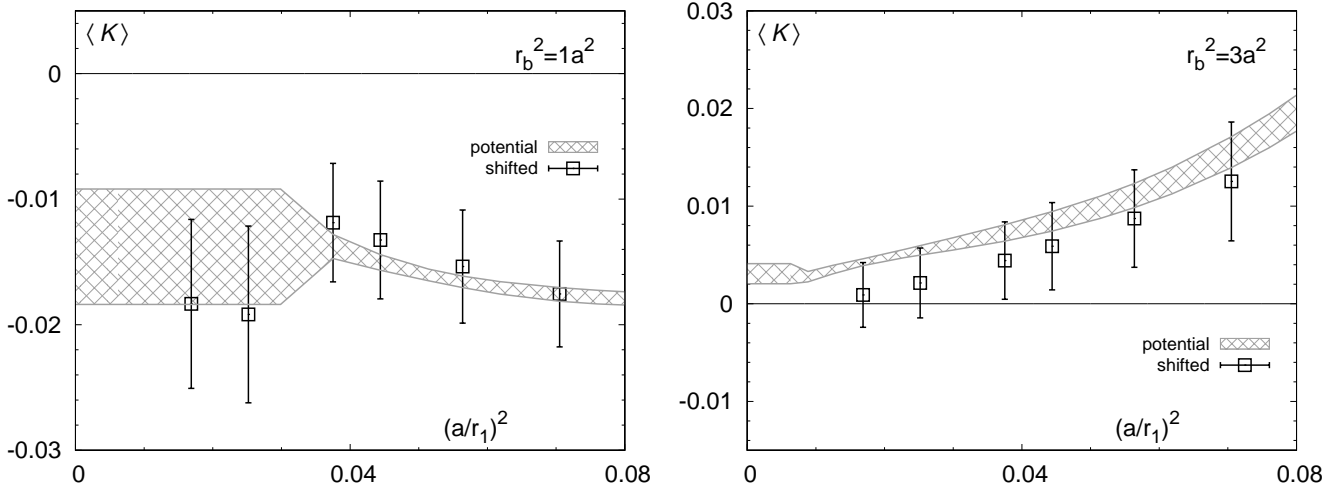 ⟨ K ⟩
r_b^2=1a^2
0
-0.01
-0.02
-0.03
potential
shifted
(a/r_1)^2
0
0.04
0.08
⟨ K ⟩
r_b^2=3a^2
0.03
0.02
0.01
0
-0.01
potential
shifted
(a/r_1)^2
0
0.04
0.08